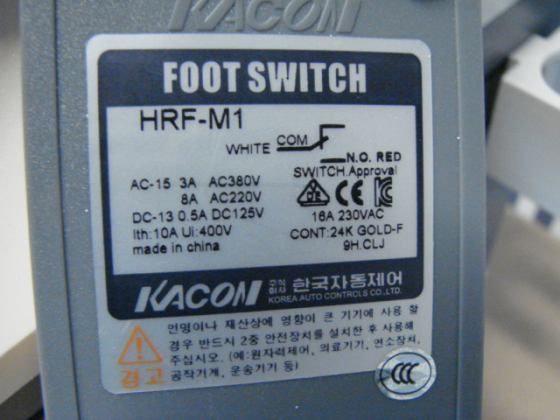 KACON
FOOT SWITCH
HRF-M1
WHITE COM
N.O. RED
SWITCH.Approval
AC-15 3A AC380V
8A AC220V
DC-13 0.5A DC125V
Ith:10A Ui:400V
made in china
CE
16A 230VAC
CONT:24K GOLD-F
9H.CLJ
KACON 주식회사 한국자동제어
KOREA AUTO CONTROLS CO.,LTD.
인명이나 재산상에 영향이 큰 기기에 사용 할
경우 반드시 2중 안전장치를 설치한 후 사용해
주십시오. (예:원자력제어, 의료기기, 연소장치,
공작기계, 운송기기 등)
경고
CCC